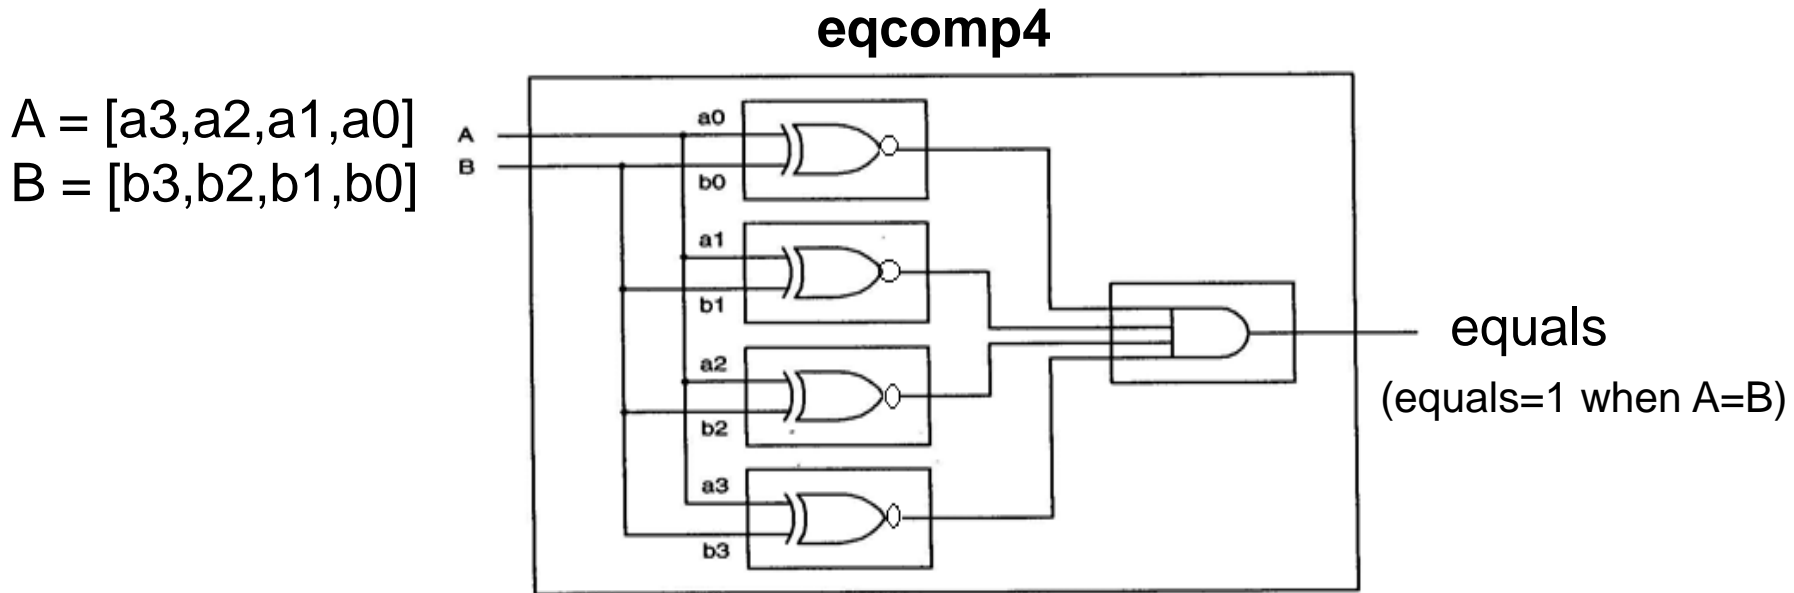 eqcomp4
A = [a3,a2,a1,a0]
B = [b3,b2,b1,b0]
A
B
a0
b0
a1
b1
a2
b2
a3
b3
equals
(equals=1 when A=B)